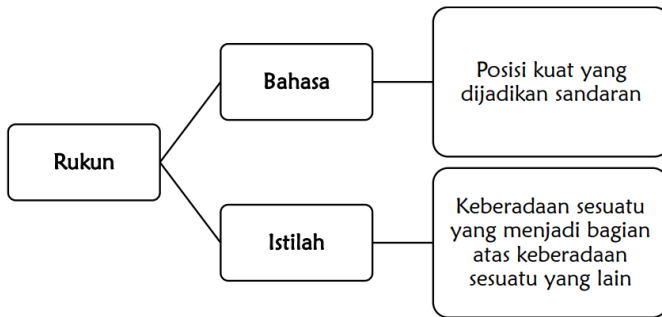 Rukun
Bahasa
Posisi kuat yang
dijadikan sandaran
Istilah
Keberadaan sesuatu
yang menjadi bagian
atas keberadaan
sesuatu yang lain